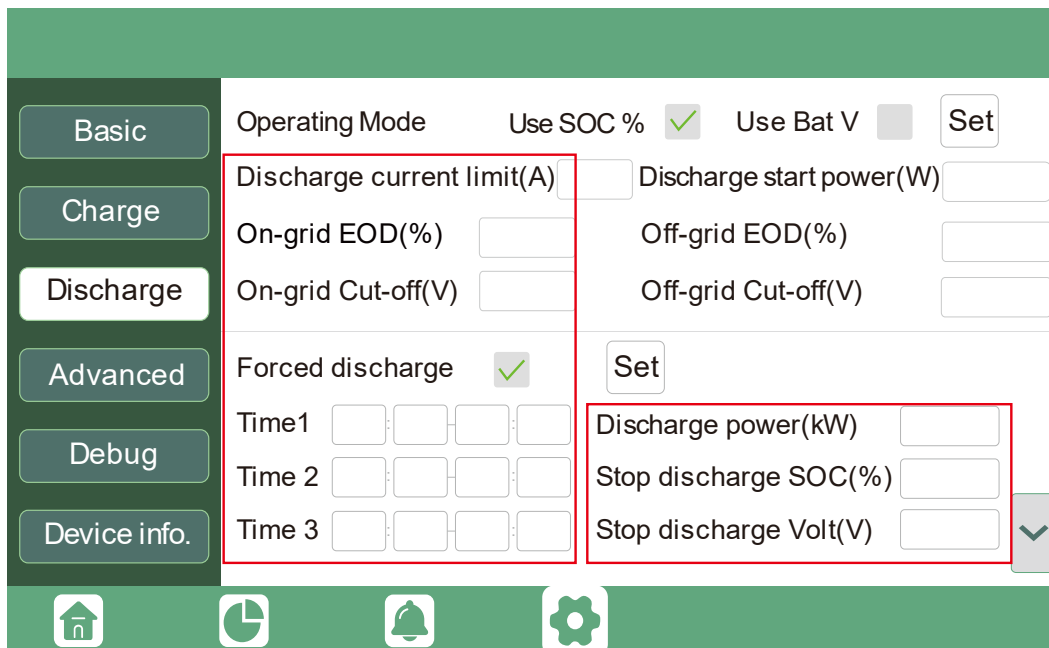 Basic
Charge
Discharge
Advanced
Debug
Device info.
Operating Mode Use SOC % Use Bat V Set
Discharge current limit(A) Discharge start power(W)
On-grid EOD(%) Off-grid EOD(%)
On-grid Cut-off(V) Off-grid Cut-off(V)
Forced discharge Set
Time1 : - : Discharge power(kW)
Time 2 : - : Stop discharge SOC(%)
Time 3 : - : Stop discharge Volt(V)